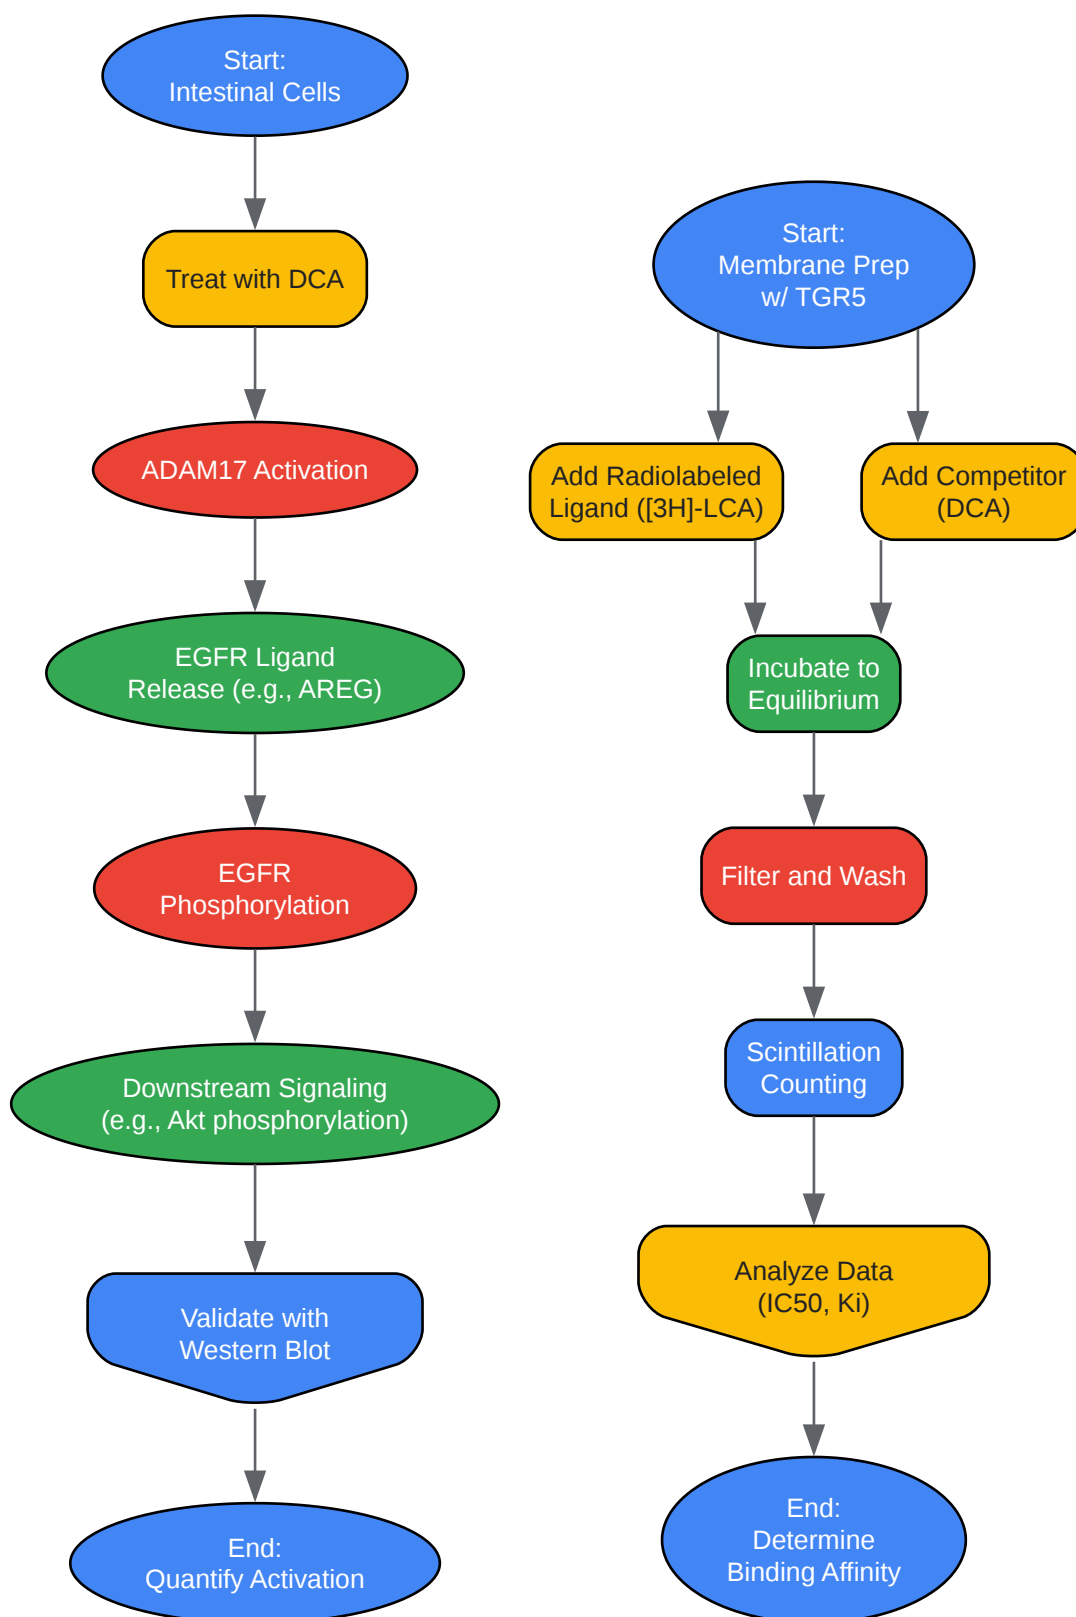 Start:
Intestinal Cells
Treat with DCA
ADAM17 Activation
EGFR Ligand
Release (e.g., AREG)
EGFR
Phosphorylation
Downstream Signaling
(e.g., Akt phosphorylation)
Validate with
Western Blot
End:
Quantify Activation
Start:
Membrane Prep
w/ TGR5
Add Radiolabeled
Ligand ([3H]-LCA)
Add Competitor
(DCA)
Incubate to
Equilibrium
Filter and Wash
Scintillation
Counting
Analyze Data
(IC50, Ki)
End:
Determine
Binding Affinity